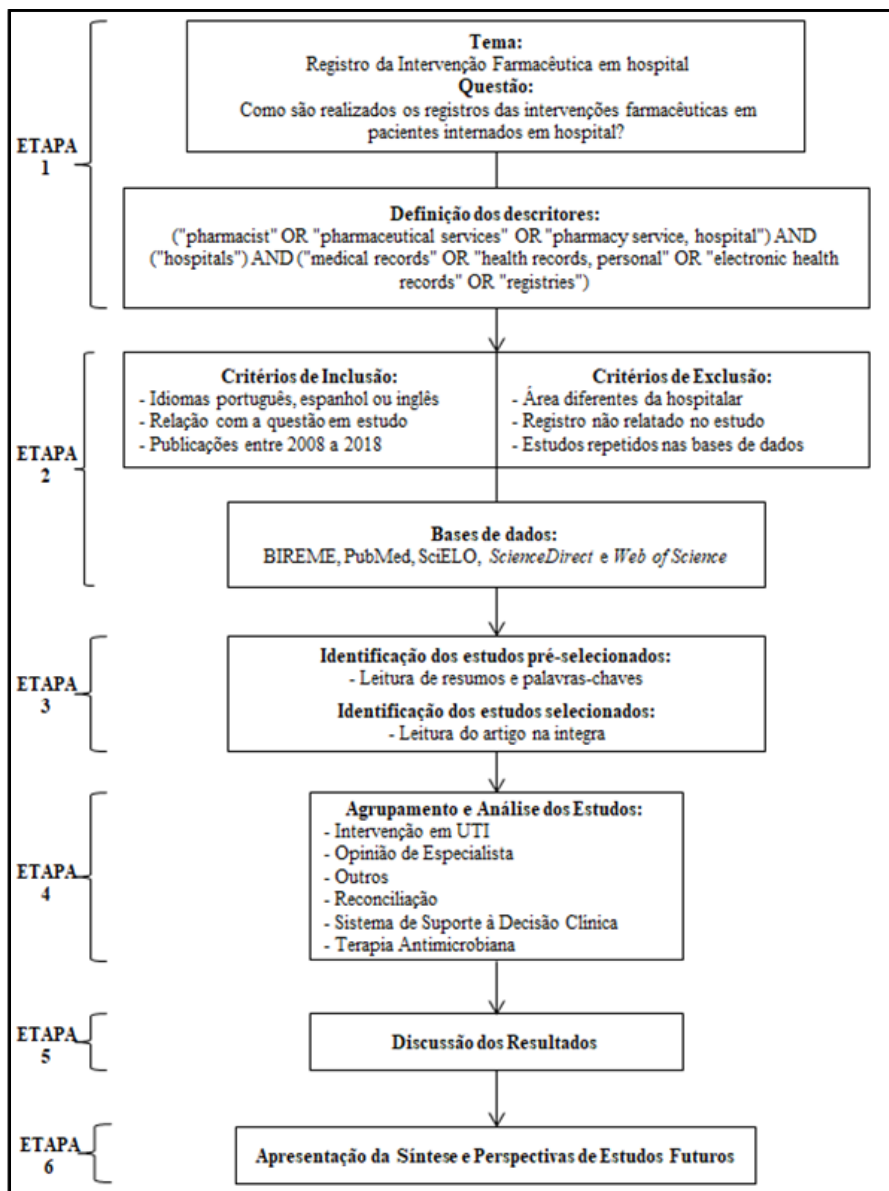 ETAPA
1
Tema:
Registro da Intervenção Farmacêutica em hospital
Questão:
Como são realizados os registros das intervenções farmacêuticas em
pacientes internados em hospital?
Definição dos descritores:
("pharmacist" OR "pharmaceutical services" OR "pharmacy service, hospital") AND
("hospitals") AND ("medical records" OR "health records, personal" OR "electronic health
records" OR "registries")
ETAPA
2
Critérios de Inclusão:
- Idiomas português, espanhol ou inglês
- Relação com a questão em estudo
- Publicações entre 2008 a 2018
Critérios de Exclusão:
- Área diferentes da hospitalar
- Registro não relatado no estudo
- Estudos repetidos nas bases de dados
Bases de dados:
BIREME, PubMed, SciELO, ScienceDirect e Web of Science
ETAPA
3
Identificação dos estudos pré-selecionados:
- Leitura de resumos e palavras-chaves
Identificação dos estudos selecionados:
- Leitura do artigo na integra
ETAPA
4
Agrupamento e Análise dos Estudos:
- Intervenção em UTI
- Opinião de Especialista
- Outros
- Reconciliação
- Sistema de Suporte à Decisão Clínica
- Terapia Antimicrobiana
ETAPA
5
Discussão dos Resultados
ETAPA
6
Apresentação da Síntese e Perspectivas de Estudos Futuros